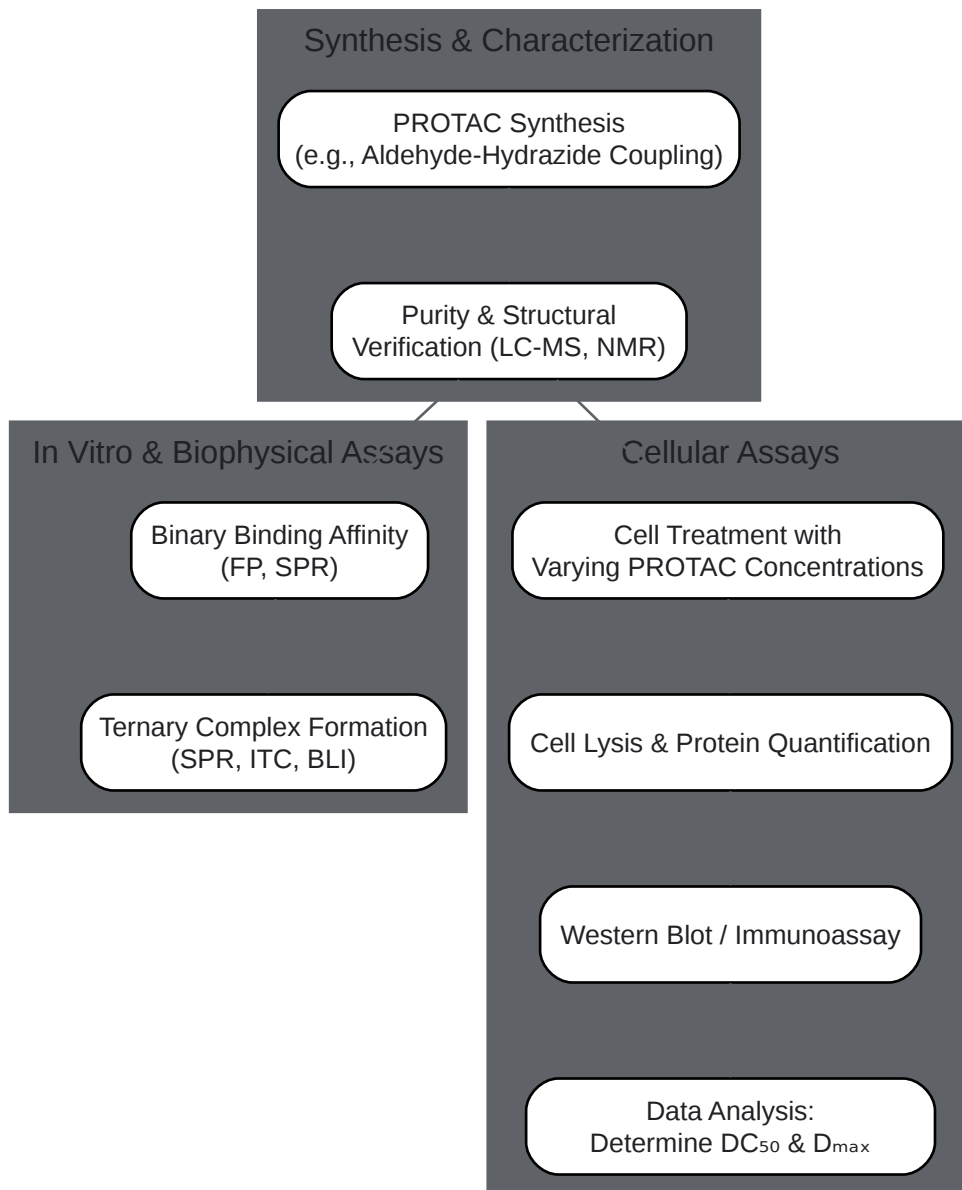 Synthesis & Characterization
PROTAC Synthesis
(e.g., Aldehyde-Hydrazide Coupling)
Purity & Structural
Verification (LC-MS, NMR)
In Vitro & Biophysical Assays
Binary Binding Affinity
(FP, SPR)
Ternary Complex Formation
(SPR, ITC, BLI)
Cellular Assays
Cell Treatment with
Varying PROTAC Concentrations
Cell Lysis & Protein Quantification
Western Blot / Immunoassay
Data Analysis:
Determine DC₅₀ & Dₘₐₓ